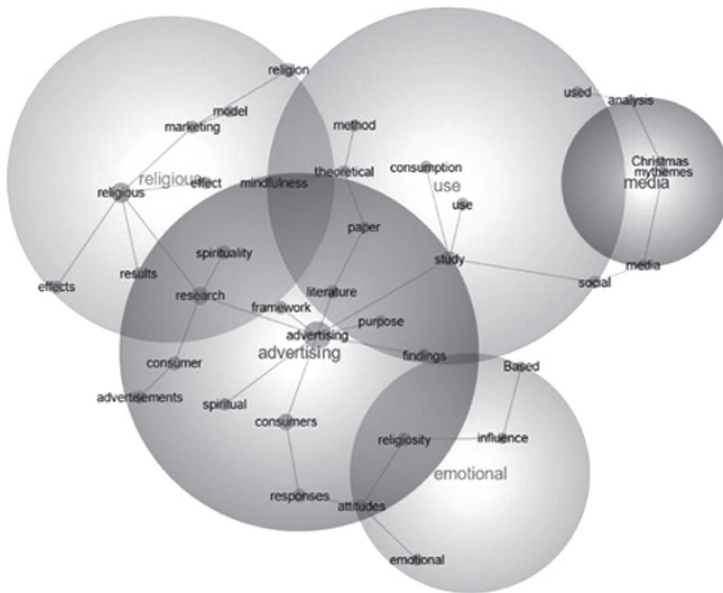 religion
used
analysis
model
marketing
method
Christmas
mythemes
media
theoretical
consumption
use
religious
effect
religious
mindfulness
use
paper
spirituality
study
media
results
effects
research
literature
social
framework
purpose
advertising
advertising
findings
consumer
Based
advertisements
spiritual
consumers
religiosity
influence
emotional
responses
attitudes
emotional